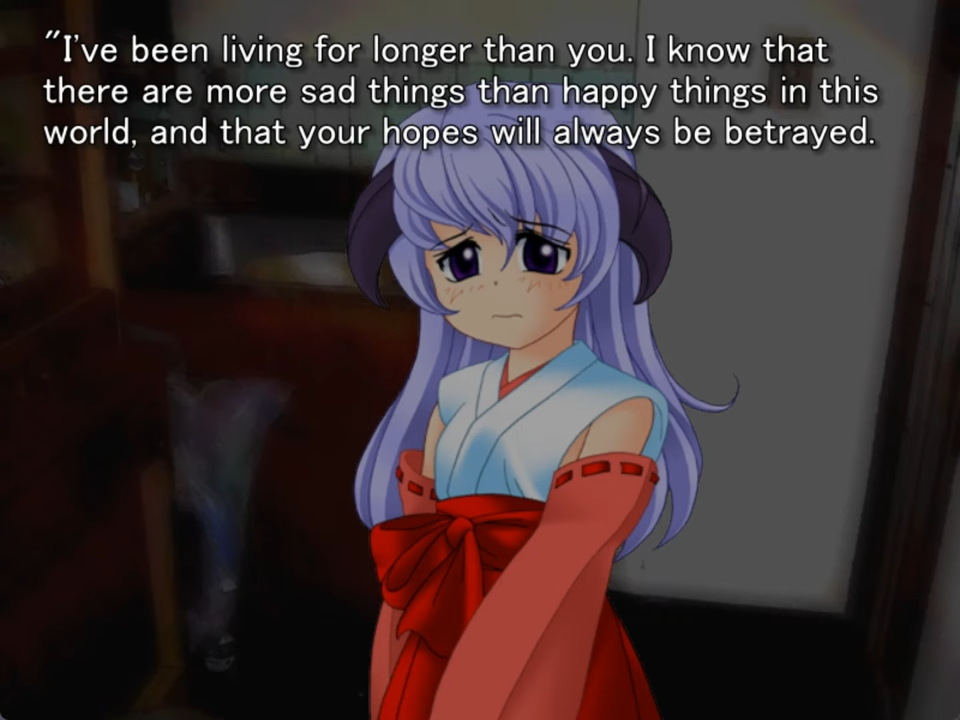 "I've been living for longer than you. I know that
there are more sad things than happy things in this
world, and that your hopes will always be betrayed.